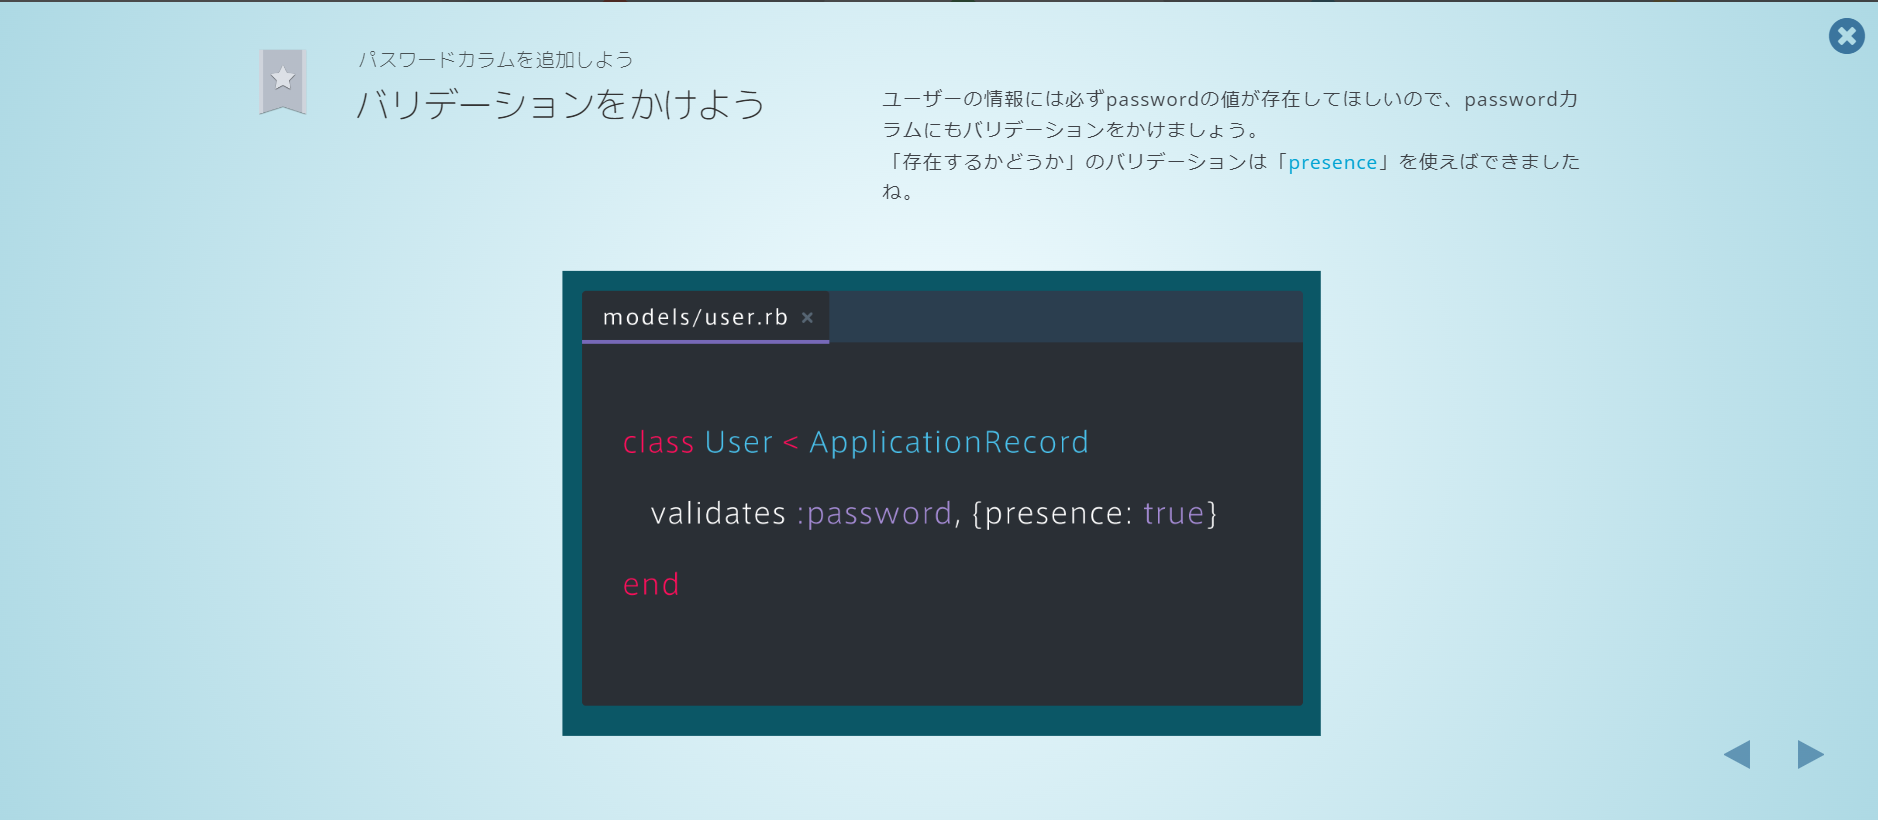 パスワードカラムを追加しよう
バリデーションをかけよう
ユーザーの情報には必ずpasswordの値が存在してほしいので、passwordカ
ラムにもバリデーションをかけましょう。
「存在するかどうか」のバリデーションは「presence」を使えばできました
ね。
models/user.rb ×
class User < ApplicationRecord
validates :password, {presence: true}
end